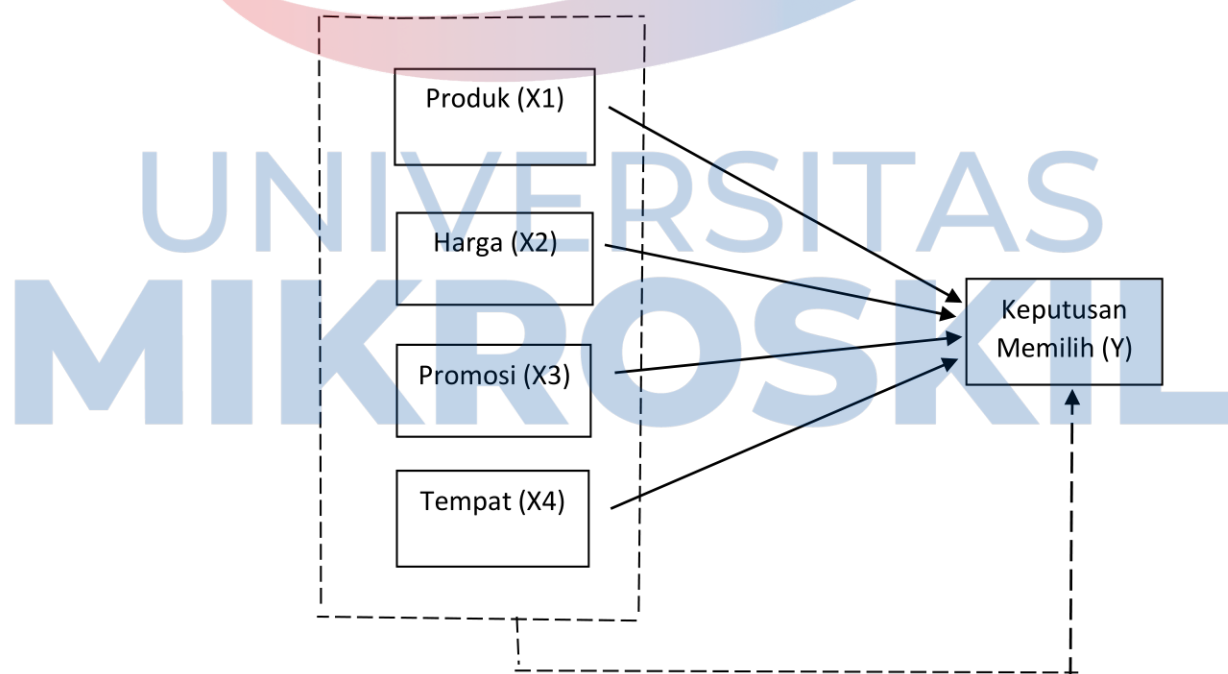 Produk (X1)
UNIVERSITAS
Harga (X2)
MIKROSKIL
Keputusan
Memilih (Y)
Promosi (X3)
Tempat (X4)